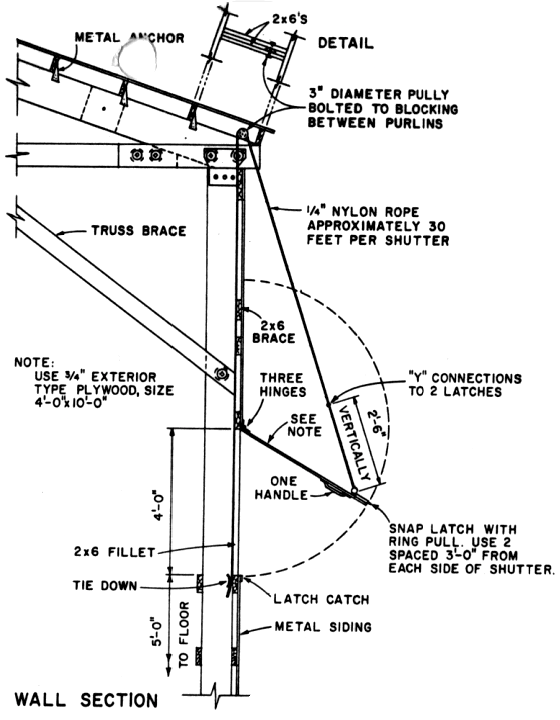 2x6'S
METAL ANCHOR
DETAIL
3" DIAMETER PULLY
BOLTED TO BLOCKING
BETWEEN PURLINS
1/4" NYLON ROPE
APPROXIMATELY 30
FEET PER SHUTTER
TRUSS BRACE
2x6
BRACE
NOTE:
USE 3/4" EXTERIOR
TYPE PLYWOOD, SIZE
4'-0"x10'-0"
THREE
HINGES
"Y" CONNECTIONS
TO 2 LATCHES
SEE
NOTE
2'-6"
VERTICALLY
ONE
HANDLE
4'-0"
SNAP LATCH WITH
RING PULL. USE 2
SPACED 3'-0" FROM
EACH SIDE OF SHUTTER.
2x6 FILLET
TIE DOWN
LATCH CATCH
5'-0"
TO FLOOR
METAL SIDING
WALL SECTION